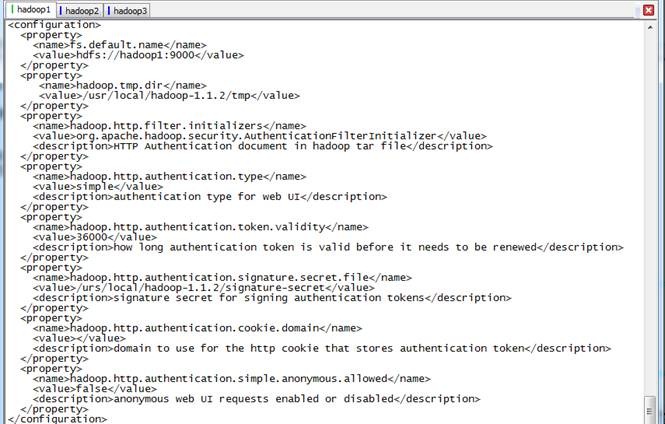 hadoop1 hadoop2 hadoop3
<configuration>
<property>
<name>fs.default.name</name>
<value>hdfs://hadoop1:9000</value>
</property>
<property>
<name>hadoop.tmp.dir</name>
<value>/usr/local/hadoop-1.1.2/tmp</value>
</property>
<property>
<name>hadoop.http.filter.initializers</name>
<value>org.apache.hadoop.security.AuthenticationFilterInitializer</value>
<description>HTTP Authentication document in hadoop tar file</description>
</property>
<property>
<name>hadoop.http.authentication.type</name>
<value>simple</value>
<description>authentication type for web UI</description>
</property>
<property>
<name>hadoop.http.authentication.token.validity</name>
<value>36000</value>
<description>how long authentication token is valid before it needs to be renewed</description>
</property>
<property>
<name>hadoop.http.authentication.signature.secret.file</name>
<value>/urs/local/hadoop-1.1.2/signature-secret</value>
<description>signature secret for signing authentication tokens</description>
</property>
<property>
<name>hadoop.http.authentication.cookie.domain</name>
<value></value>
<description>domain to use for the http cookie that stores authentication token</description>
</property>
<property>
<name>hadoop.http.authentication.simple.anonymous.allowed</name>
<value>false</value>
<description>anonymous web UI requests enabled or disabled</description>
</property>
</configuration>